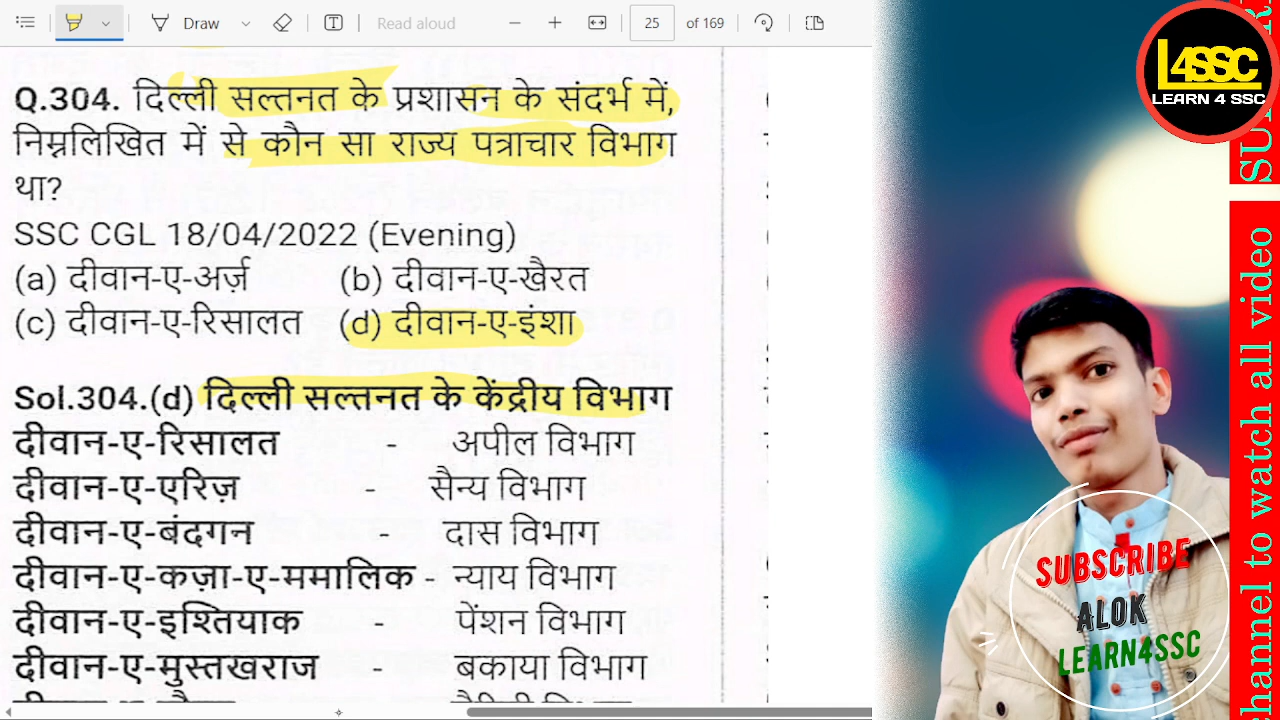 Draw
Read aloud
25
of 169
Q.304. दिल्ली सल्तनत के प्रशासन के संदर्भ में,
निम्नलिखित में से कौन सा राज्य पत्राचार विभाग
था?
SSC CGL 18/04/2022 (Evening)
(a) दीवान-ए-अर्ज़ (b) दीवान-ए-खैरत
(c) दीवान-ए-रिसालत (d) दीवान-ए-इंशा
Sol.304.(d) दिल्ली सल्तनत के केंद्रीय विभाग
दीवान-ए-रिसालत - अपील विभाग
दीवान-ए-एरिज़ - सैन्य विभाग
दीवान-ए-बंदगन - दास विभाग
दीवान-ए-कज़ा-ए-ममालिक - न्याय विभाग
दीवान-ए-इश्तियाक - पेंशन विभाग
दीवान-ए-मुस्तखराज - बकाया विभाग
L4SSC
LEARN 4 SSC
hannel to watch all video
SUBSCRIBE
ALOK
LEARN4SSC